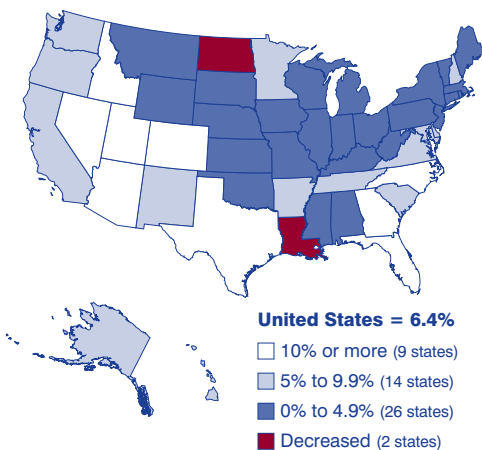 United States = 6.4%
10% or more (9 states)
5% to 9.9% (14 states)
0% to 4.9% (26 states)
Decreased (2 states)